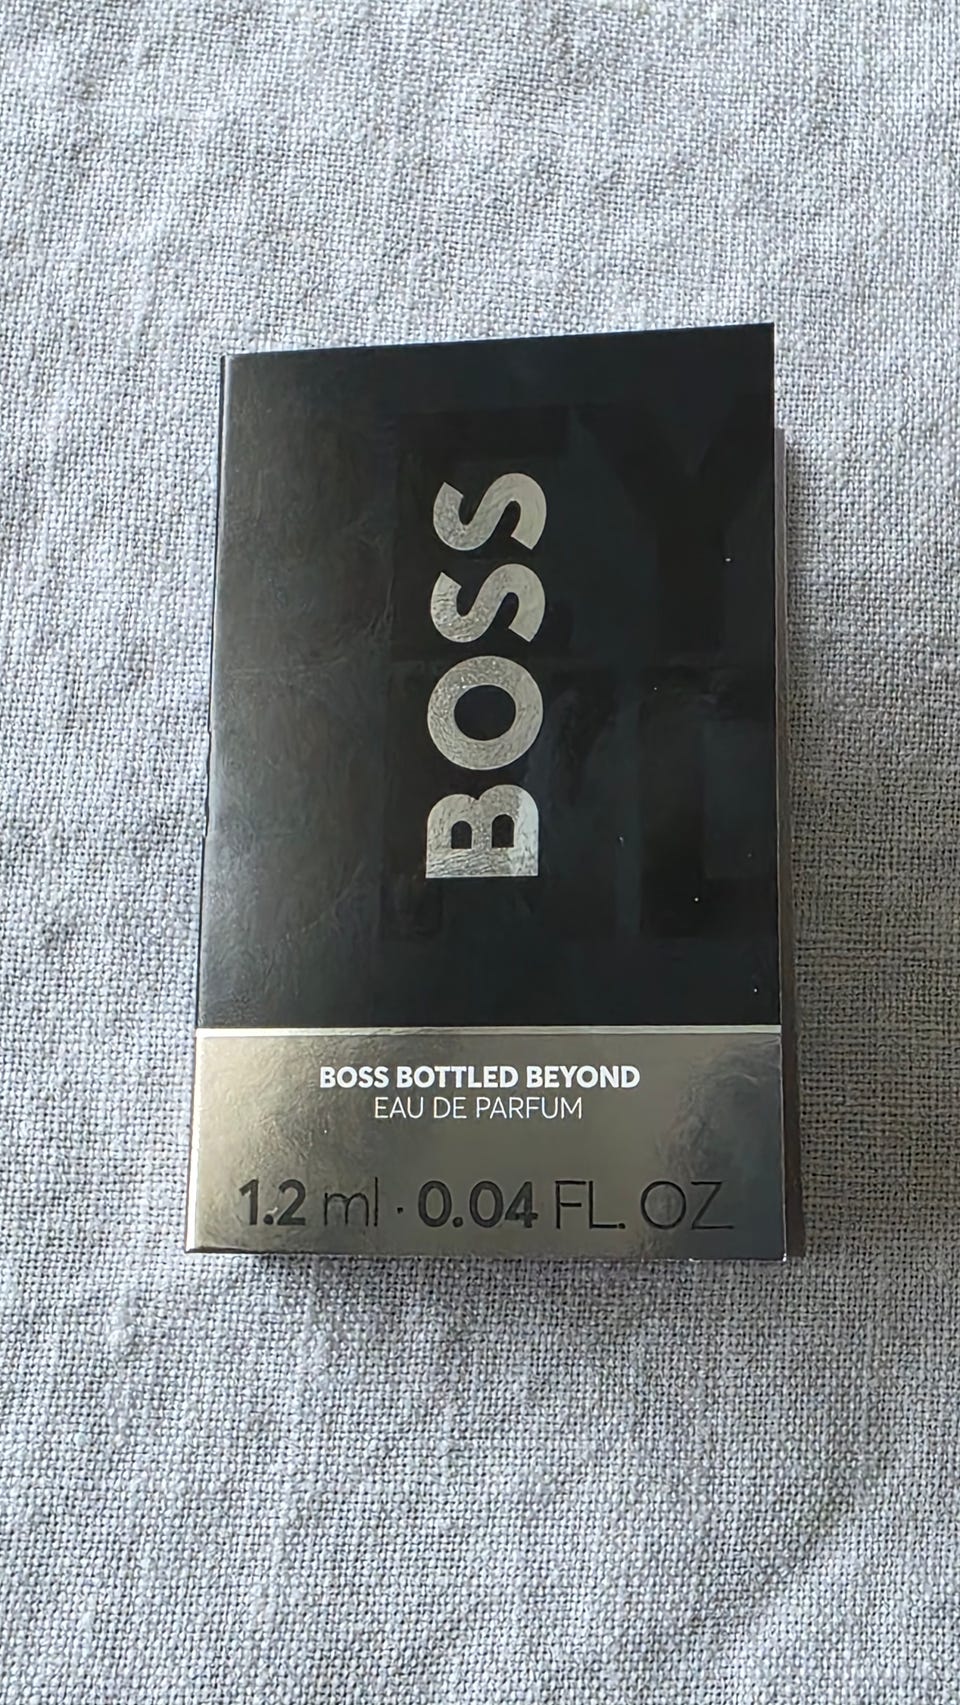 BOSS
BOSS BOTTLED BEYOND
EAU DE PARFUM
1.2 ml · 0.04 FL. OZ